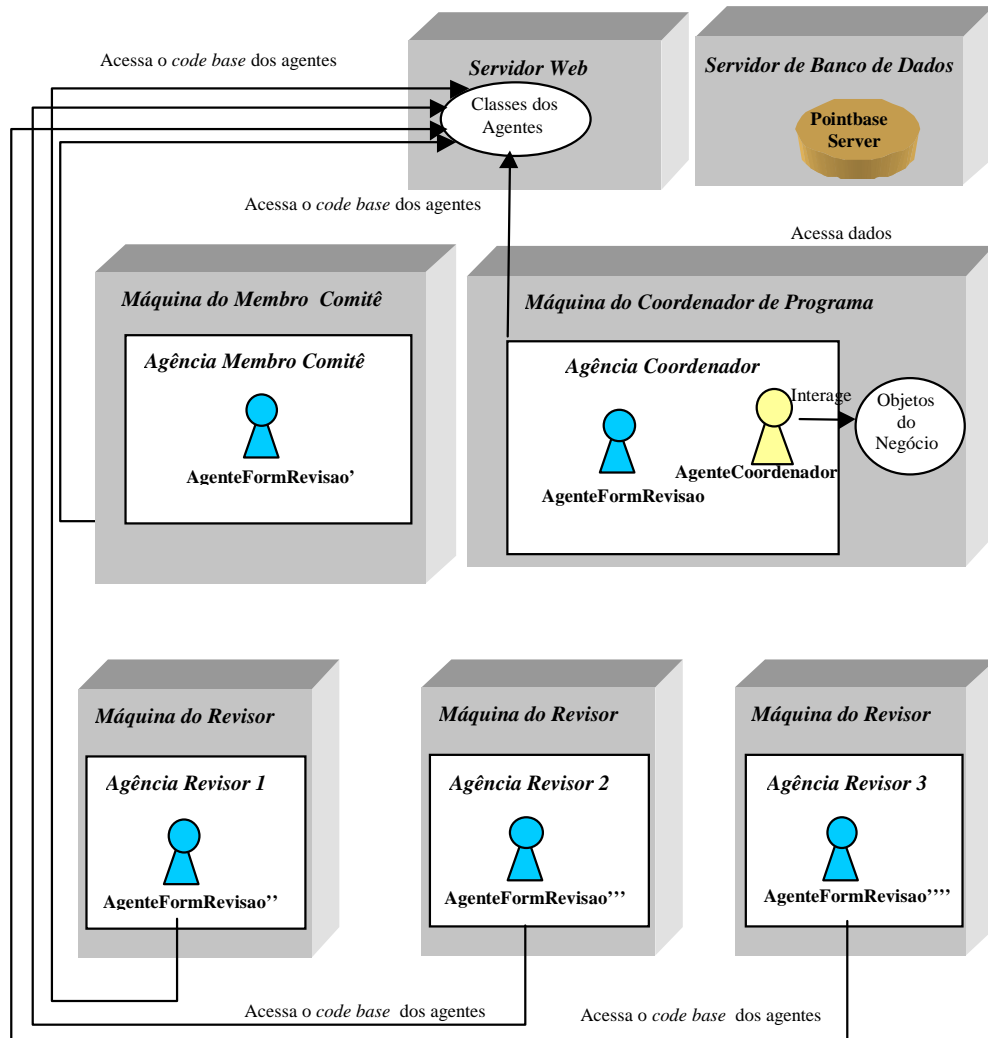 Acessa o code base dos agentes
Servidor Web
Classes dos
Agentes
Servidor de Banco de Dados
Pointbase
Server
Acessa o code base dos agentes
Acessa dados
Máquina do Membro Comitê
Agência Membro Comitê
AgenteFormRevisao'
Máquina do Coordenador de Programa
Agência Coordenador
Interage
Objetos
do
Negócio
AgenteCoordenador
AgenteFormRevisao
Máquina do Revisor
Agência Revisor 1
AgenteFormRevisao’’
Máquina do Revisor
Agência Revisor 2
AgenteFormRevisao’’’
Máquina do Revisor
Agência Revisor 3
AgenteFormRevisao’’’’
Acessa o code base dos agentes
Acessa o code base dos agentes